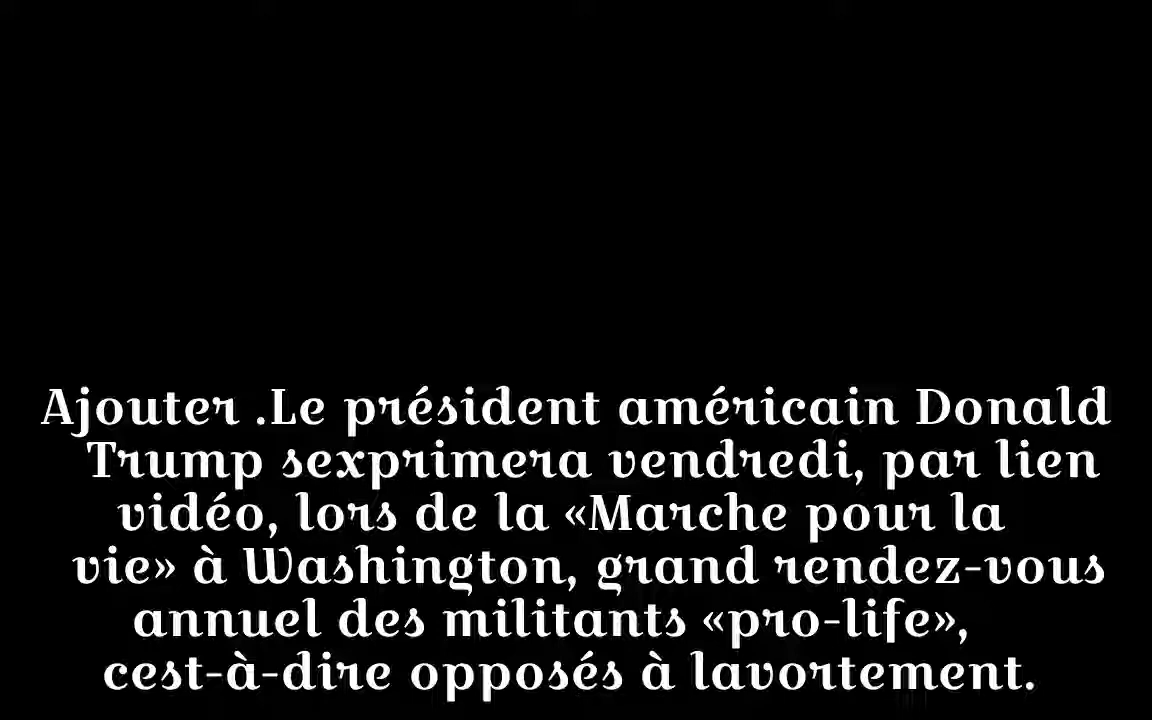 Ajouter .Le président américain Donald
Trump sexprimera vendredi, par lien
vidéo, lors de la «Marche pour la
vie» à Washington, grand rendez-vous
annuel des militants «pro-life»,
cest-à-dire opposés à lavortement.